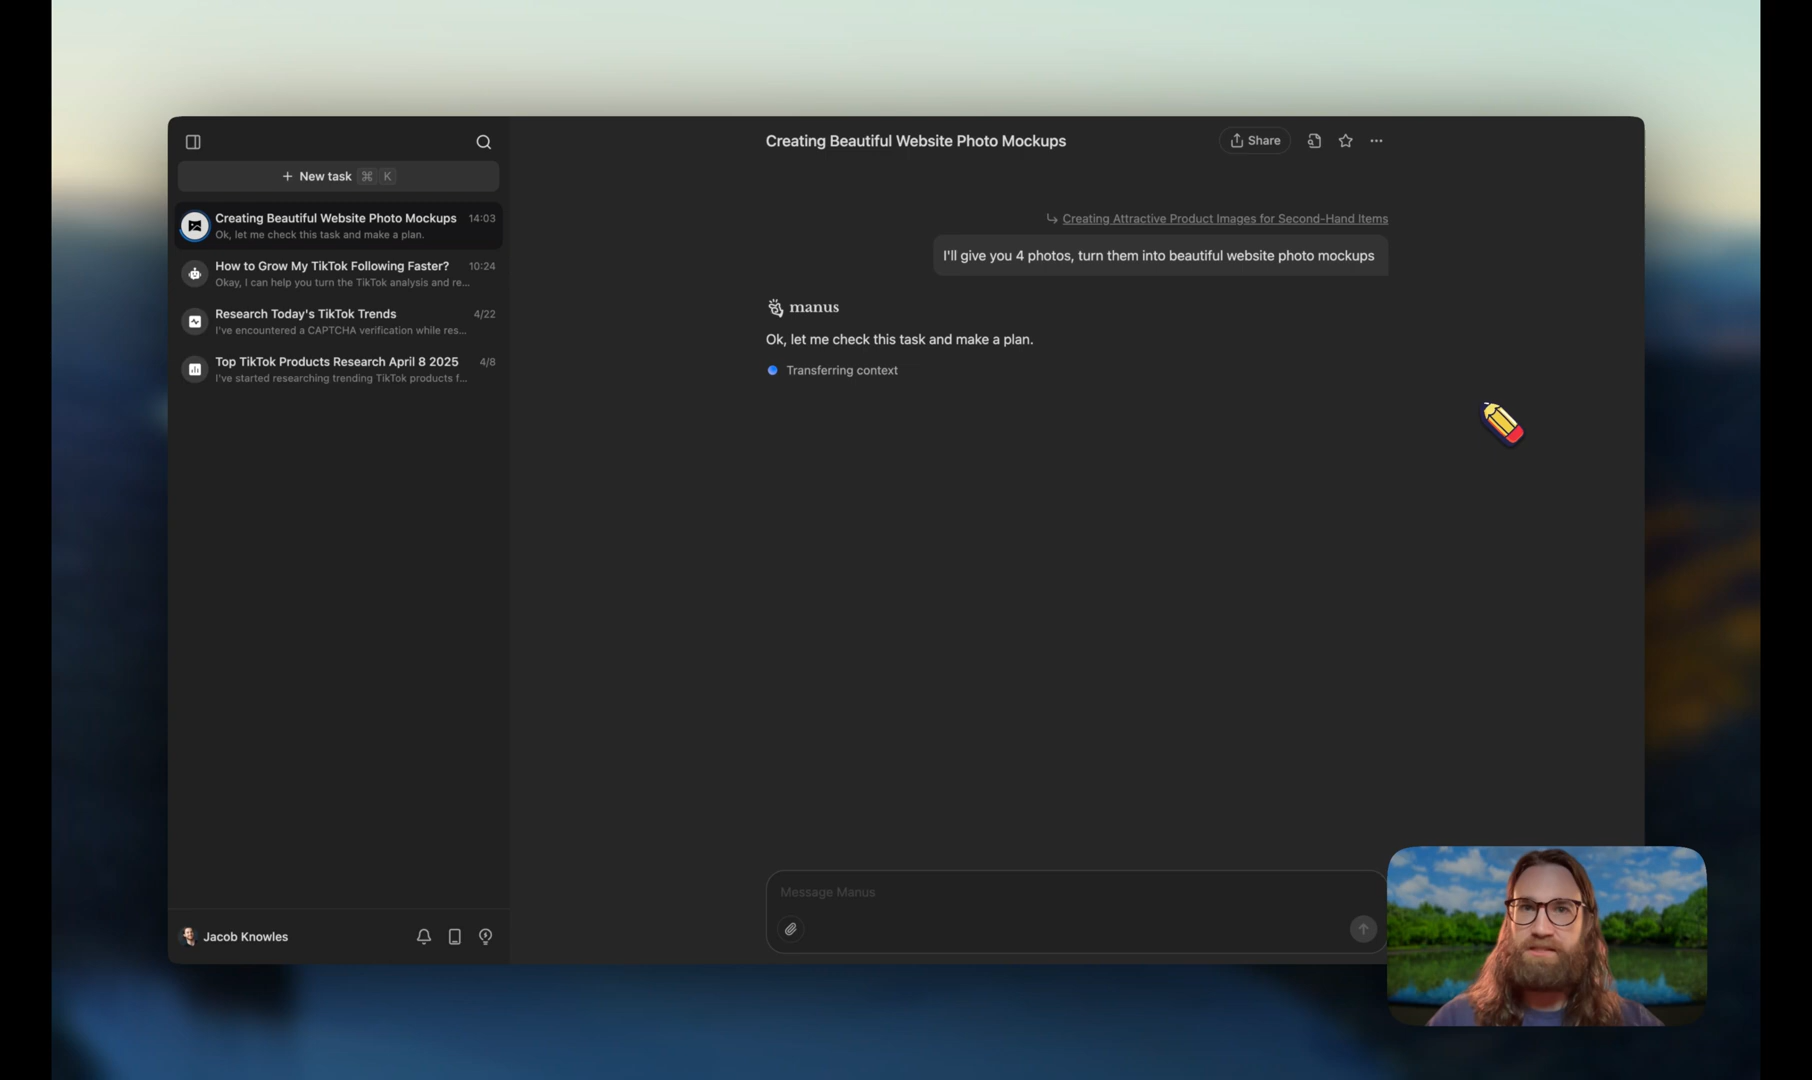 New task ⌘ K
Creating Beautiful Website Photo Mockups 14:03
Ok, let me check this task and make a plan.
How to Grow My TikTok Following Faster? 10:24
Okay, I can help you turn the TikTok analysis and re...
Research Today's TikTok Trends 4/22
I've encountered a CAPTCHA verification while res...
Top TikTok Products Research April 8 2025 4/8
I've started researching trending TikTok products f...
Jacob Knowles
Creating Beautiful Website Photo Mockups
Share
Creating Attractive Product Images for Second-Hand Items
I'll give you 4 photos, turn them into beautiful website photo mockups
manus
Ok, let me check this task and make a plan.
Transferring context
Message Manus